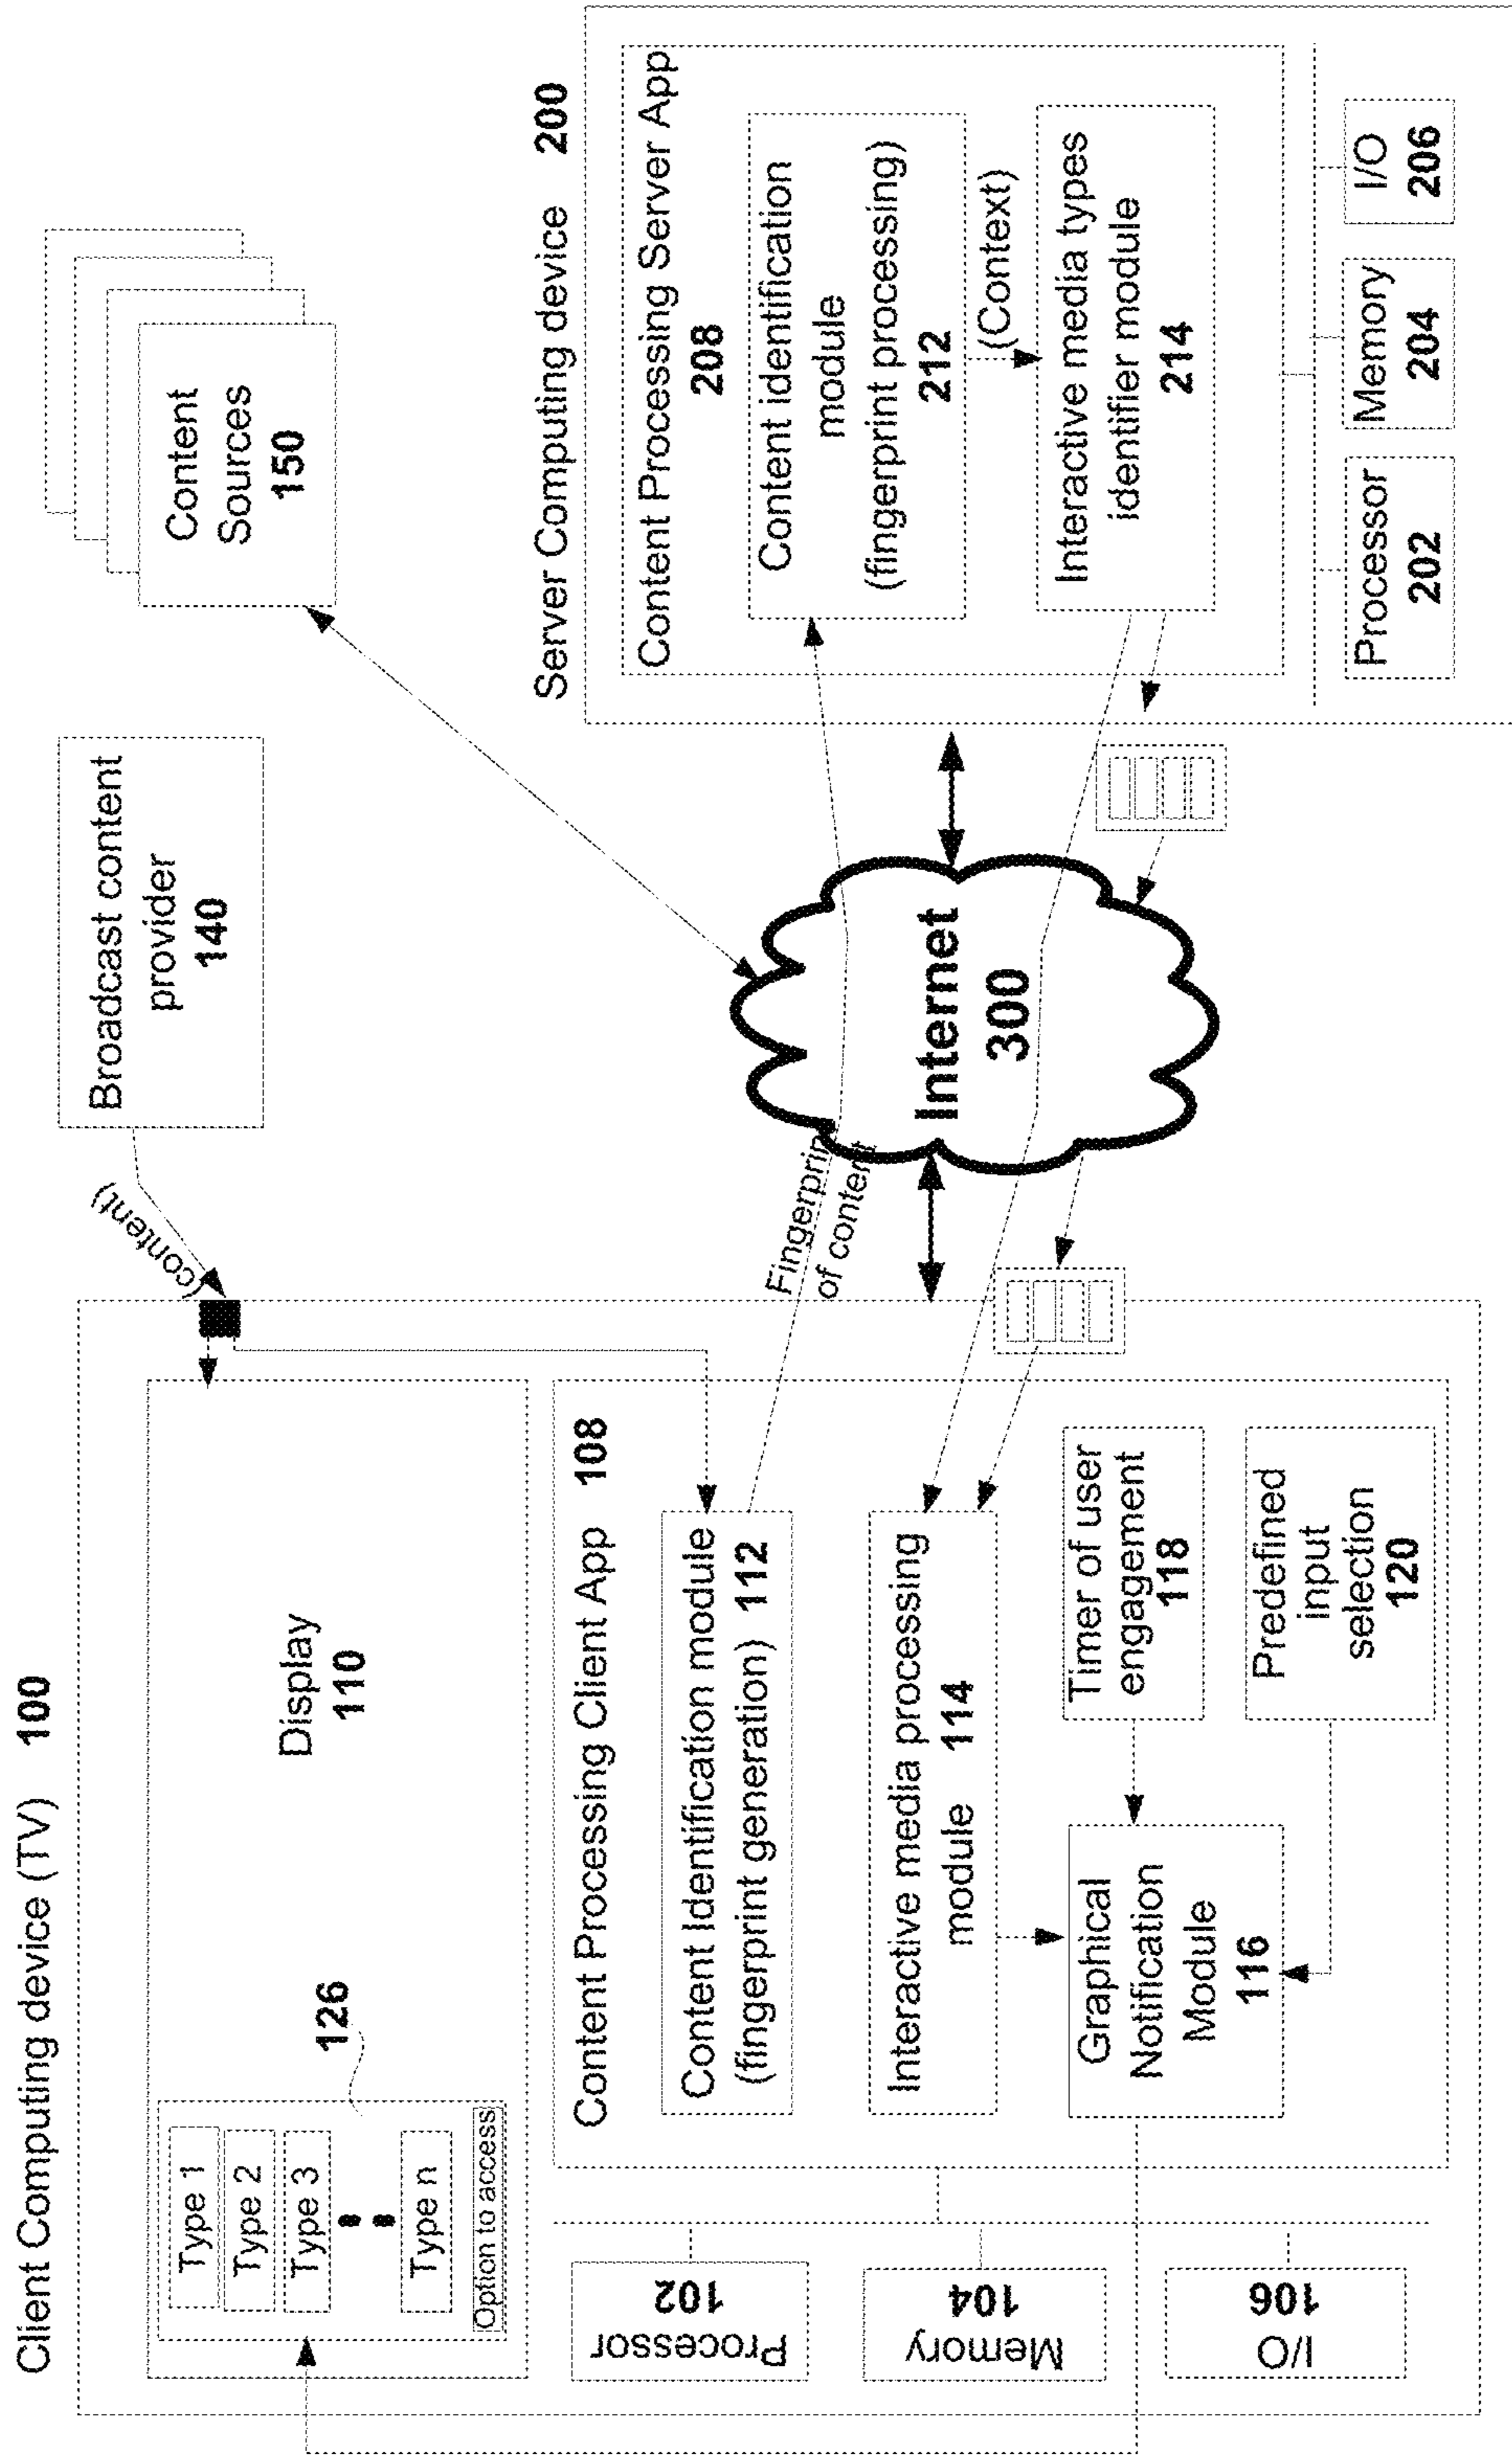 Client Computing device (TV) 100
Type 1
Type 2
Type 3
Type n
Option to access
126
Display
110
(content)
Broadcast content
provider
140
Content
Sources
150
Processor
102
Memory
104
I/O
106
Content Processing Client App 108
Content Identification module
(fingerprint generation) 112
Interactive media processing
module 114
Graphical
Notification
Module
116
Timer of user
engagement
118
Predefined
input
selection
120
Fingerprint
of content
Internet
300
Server Computing device 200
Content Processing Server App
208
Content identification
module
(fingerprint processing)
212
(Context)
Interactive media types
identifier module
214
Processor
202
Memory
204
I/O
206